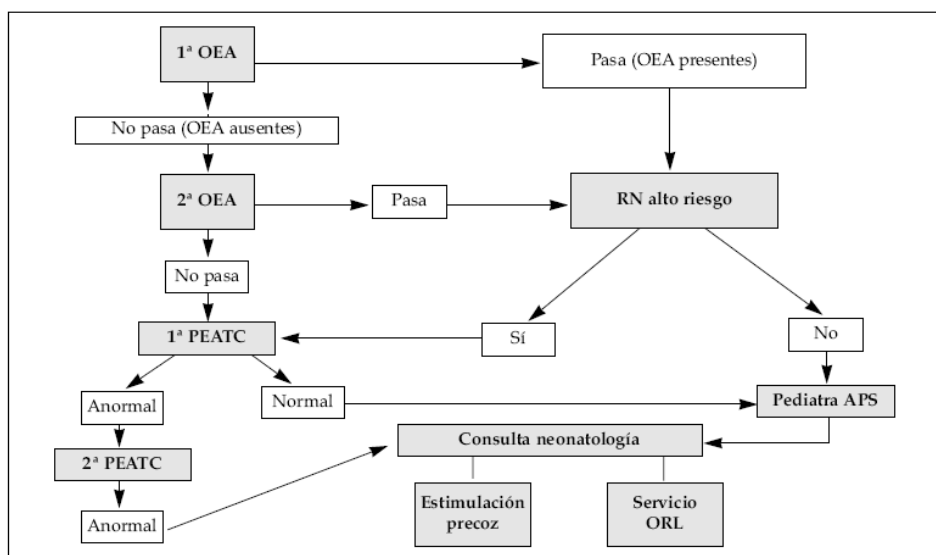 1ª OEA
Pasa (OEA presentes)
No pasa (OEA ausentes)
2ª OEA
Pasa
RN alto riesgo
No pasa
1ª PEATC
Sí
No
Anormal
Normal
Pediatra APS
2ª PEATC
Consulta neonatología
Anormal
Estimulación
precoz
Servicio
ORL